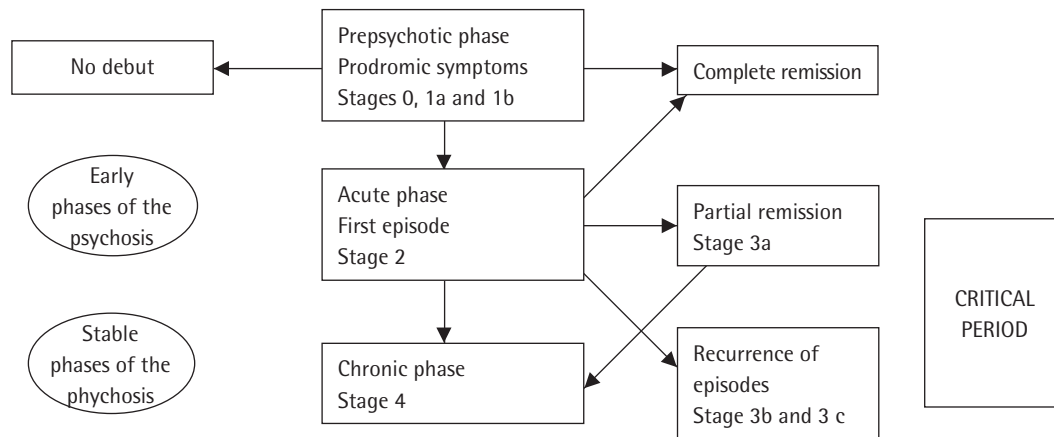 No debut
Prepsychotic phase
Prodromic symptoms
Stages 0, 1a and 1b
Complete remission
Early
phases of the
psychosis
Acute phase
First episode
Stage 2
Partial remission
Stage 3a
CRITICAL
PERIOD
Stable
phases of the
phychosis
Chronic phase
Stage 4
Recurrence of
episodes
Stage 3b and 3 c